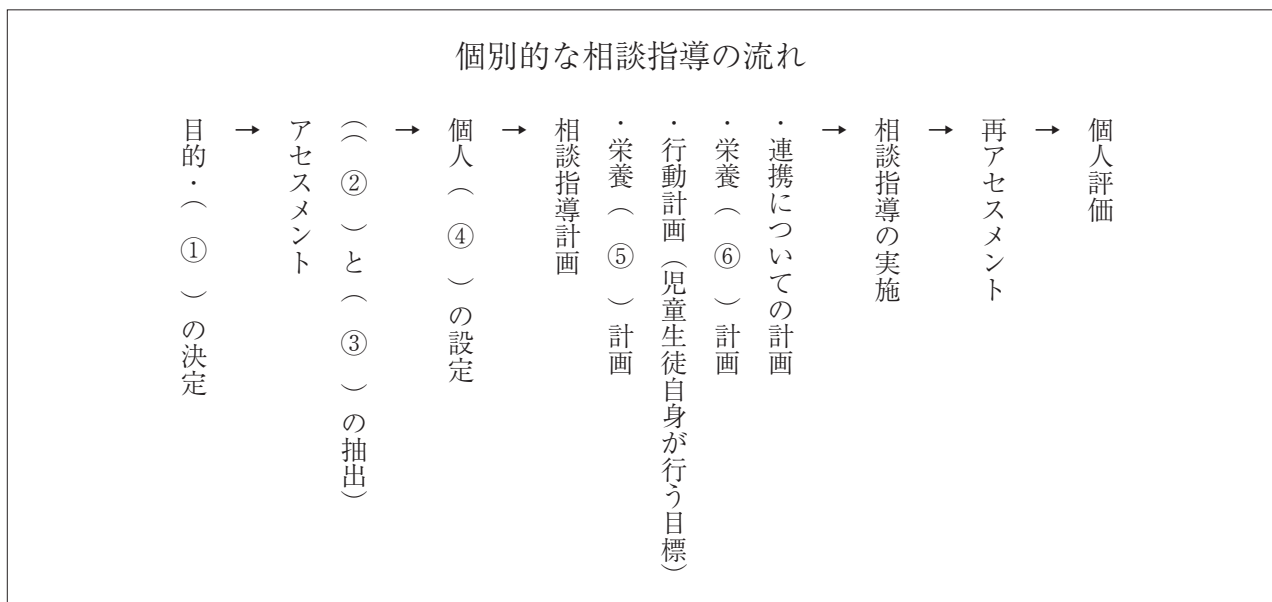 個別的な相談指導の流れ
目的・（ ① ）の決定
→
アセスメント
（（ ② ）と（ ③ ）の抽出）
→
個人（ ④ ）の設定
→
相談指導計画
・栄養（ ⑤ ）計画
・行動計画（児童生徒自身が行う目標）
・栄養（ ⑥ ）計画
・連携についての計画
→
相談指導の実施
→
再アセスメント
→
個人評価